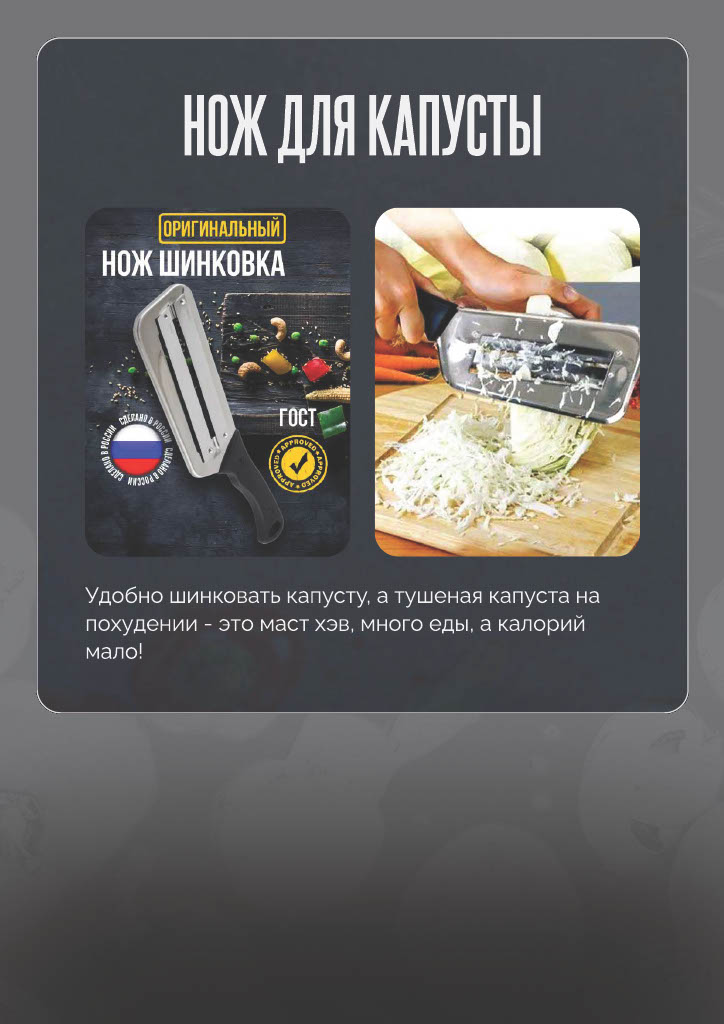 НОЖ ДЛЯ КАПУСТЫ
ОРИГИНАЛЬНЫЙ
НОЖ ШИНКОВКА
ГОСТ
СДЕЛАНО В РОССИИ СДЕЛАНО В РОССИИ СДЕЛАНО В РОССИИ
APPROVED APPROVED APPROVED
Удобно шинковать капусту, а тушеная капуста на
похудении - это маст хэв, много еды, а калорий
мало!